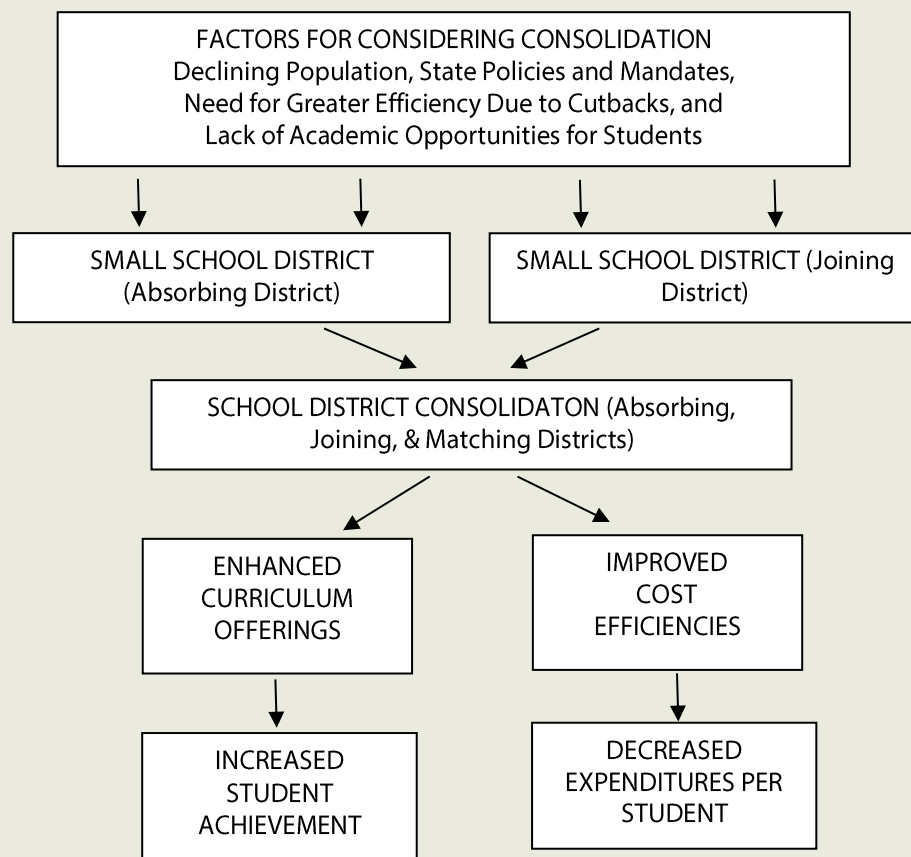 FACTORS FOR CONSIDERING CONSOLIDATION
Declining Population, State Policies and Mandates,
Need for Greater Efficiency Due to Cutbacks, and
Lack of Academic Opportunities for Students
SMALL SCHOOL DISTRICT
(Absorbing District)
SMALL SCHOOL DISTRICT (Joining
District)
SCHOOL DISTRICT CONSOLIDATON (Absorbing,
Joining, & Matching Districts)
ENHANCED
CURRICULUM
OFFERINGS
IMPROVED
COST
EFFICIENCIES
INCREASED
STUDENT
ACHIEVEMENT
DECREASED
EXPENDITURES PER
STUDENT